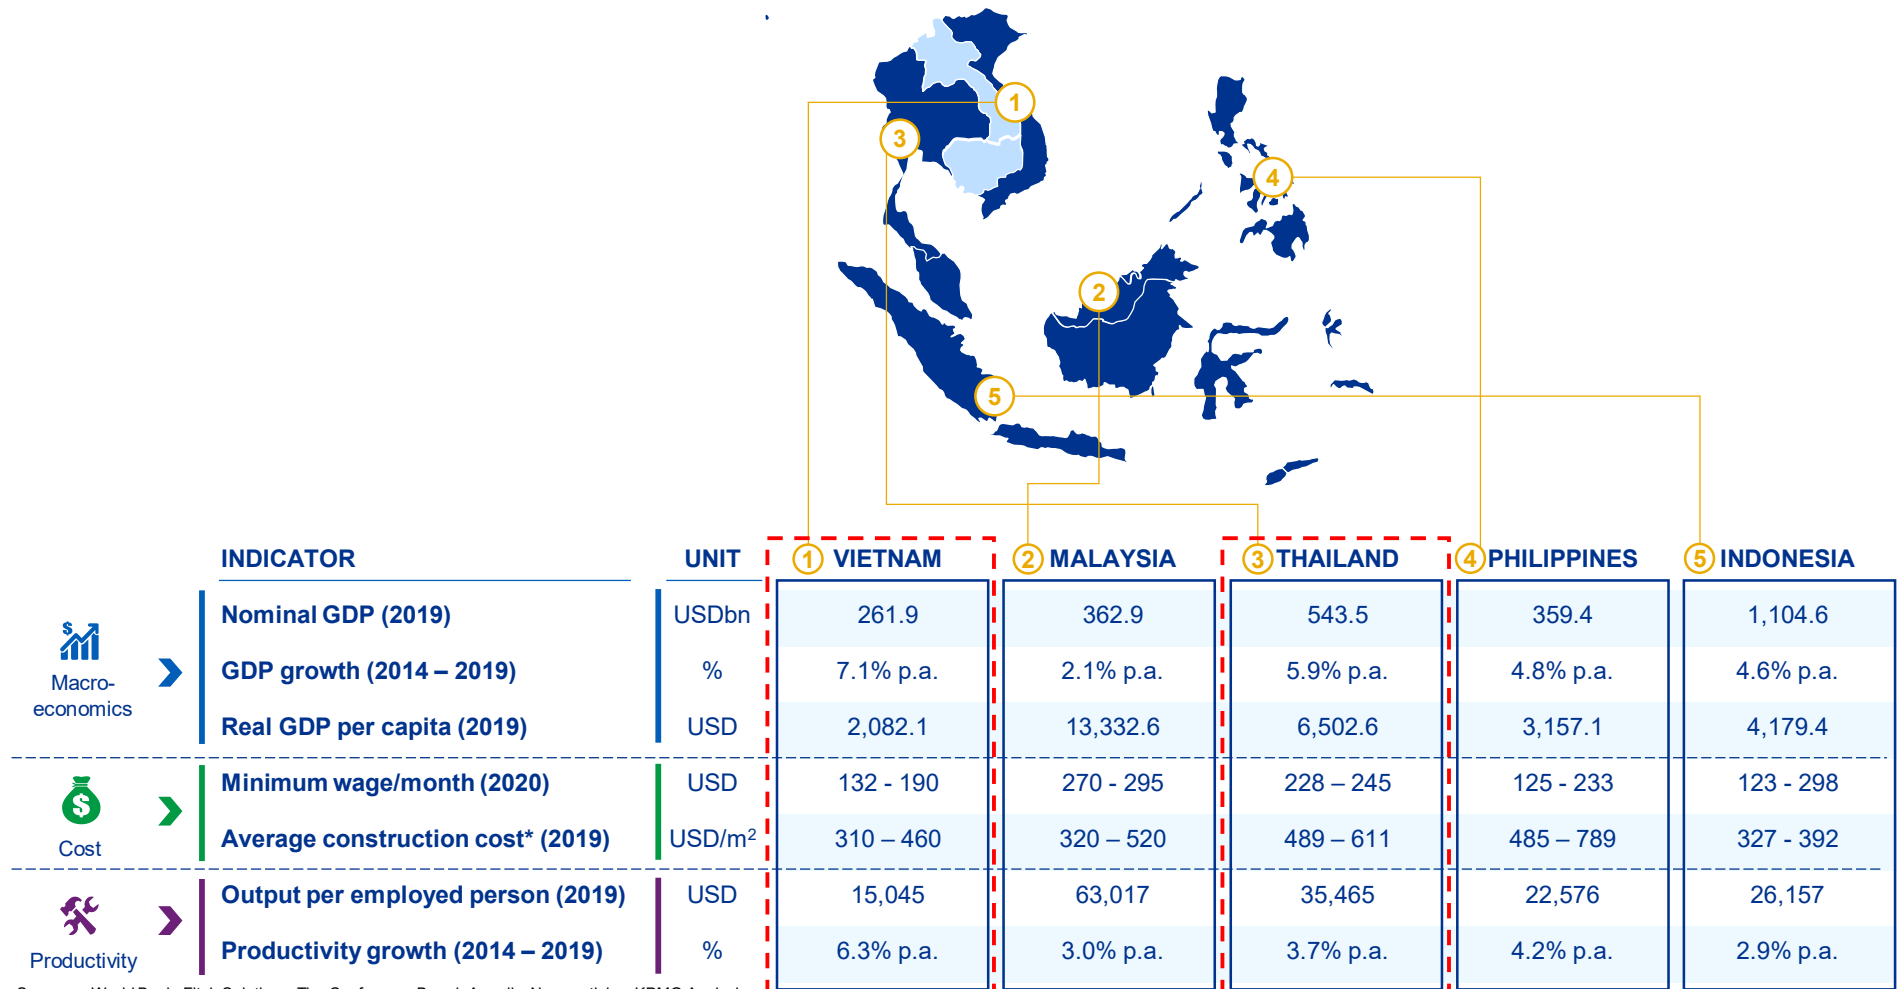 1
3
4
2
5
INDICATOR UNIT 1 VIETNAM 2 MALAYSIA 3 THAILAND 4 PHILIPPINES 5 INDONESIA
Nominal GDP (2019) USDbn 261.9 362.9 543.5 359.4 1,104.6
GDP growth (2014 – 2019) % 7.1% p.a. 2.1% p.a. 5.9% p.a. 4.8% p.a. 4.6% p.a.
Macro-
economics
Real GDP per capita (2019) USD 2,082.1 13,332.6 6,502.6 3,157.1 4,179.4
Minimum wage/month (2020) USD 132 - 190 270 - 295 228 – 245 125 - 233 123 - 298
Cost
Average construction cost* (2019) USD/m² 310 – 460 320 – 520 489 – 611 485 – 789 327 - 392
Output per employed person (2019) USD 15,045 63,017 35,465 22,576 26,157
Productivity
Productivity growth (2014 – 2019) % 6.3% p.a. 3.0% p.a. 3.7% p.a. 4.2% p.a. 2.9% p.a.